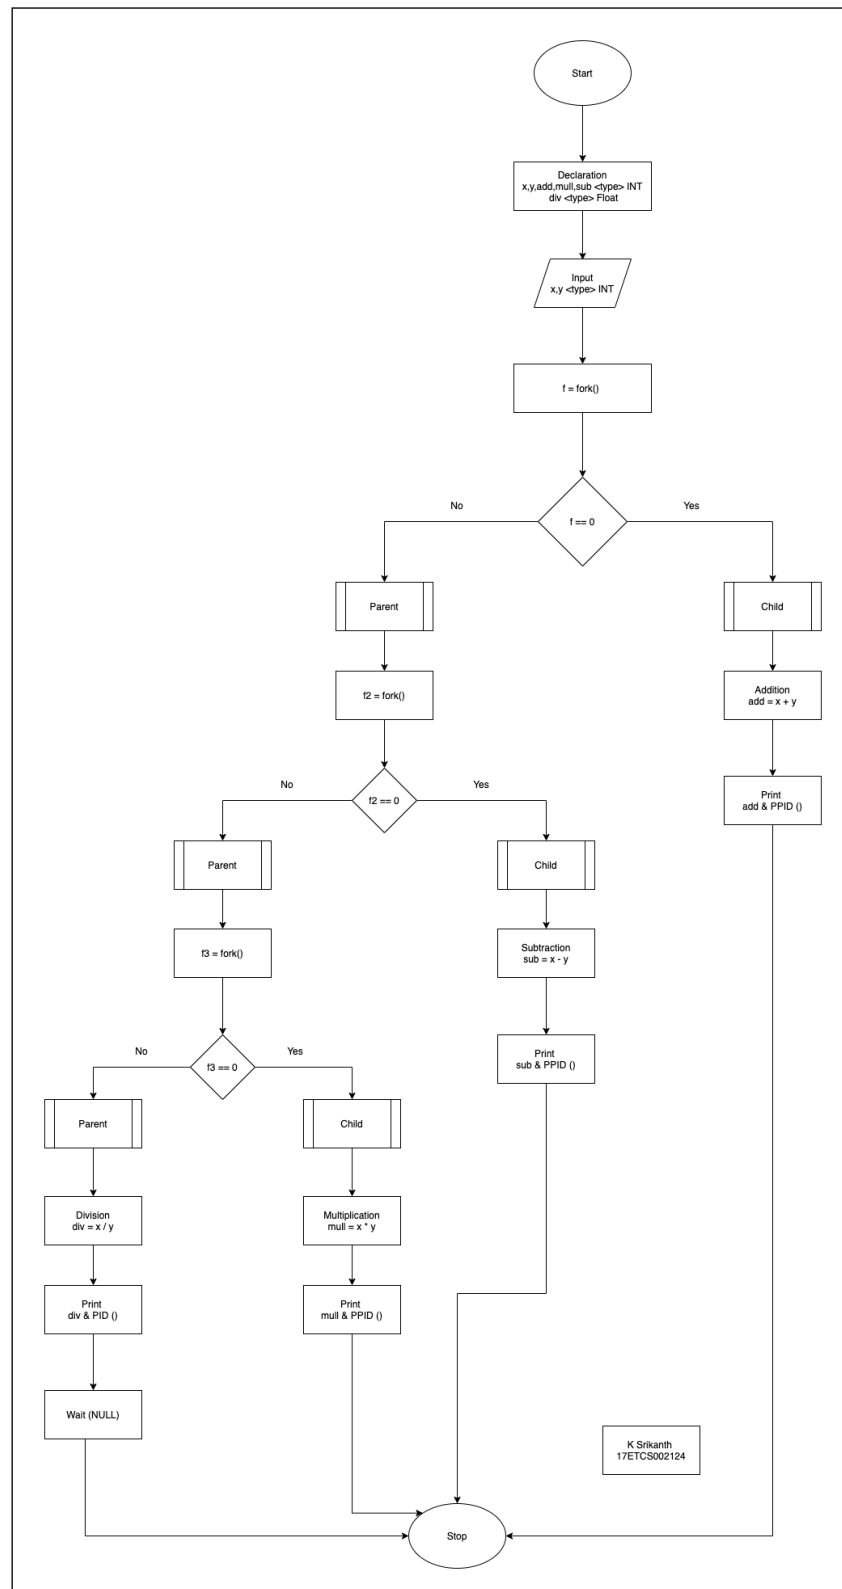 Start
Declaration
x,y,add,mull,sub <type> INT
div <type> Float
Input
x,y <type> INT
f = fork()
f == 0
No
Yes
Parent
Child
f2 = fork()
Addition
add = x + y
f2 == 0
No
Yes
Print
add & PPID ()
Parent
Child
f3 = fork()
Subtraction
sub = x - y
f3 == 0
No
Yes
Print
sub & PPID ()
Parent
Child
Division
div = x / y
Multiplication
mull = x * y
Print
div & PID ()
Print
mull & PPID ()
Wait (NULL)
K Srikanth
17ETCS002124
Stop